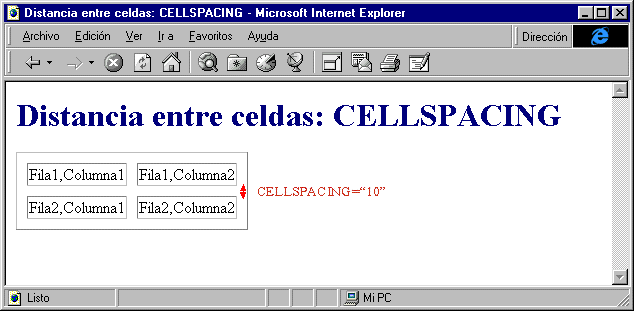 Distancia entre celdas: CELLSPACING - Microsoft Internet Explorer
Archivo Edición Ver Ir a Favoritos Ayuda Dirección
Distancia entre celdas: CELLSPACING
Fila1,Columna1 Fila1,Columna2
CELLSPACING=“10”
Fila2,Columna1 Fila2,Columna2
Listo Mi PC